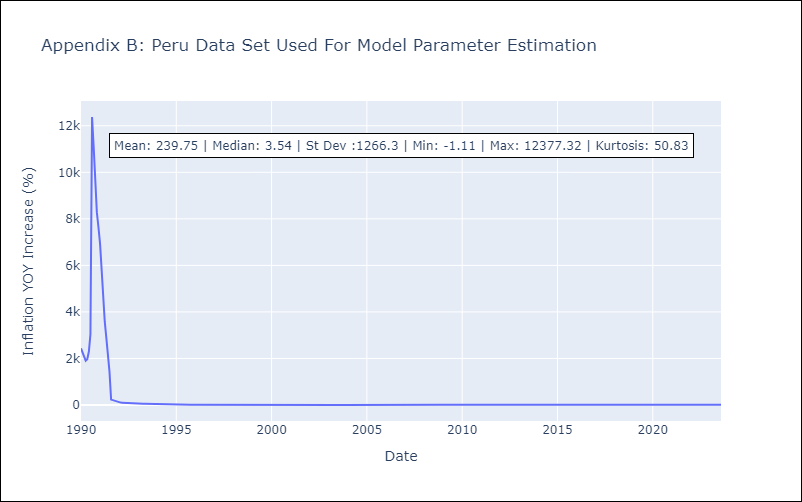 Appendix B: Peru Data Set Used For Model Parameter Estimation
Mean: 239.75 | Median: 3.54 | St Dev :1266.3 | Min: -1.11 | Max: 12377.32 | Kurtosis: 50.83
Inflation YOY Increase (%)
12k
10k
8k
6k
4k
2k
0
1990 1995 2000 2005 2010 2015 2020
Date